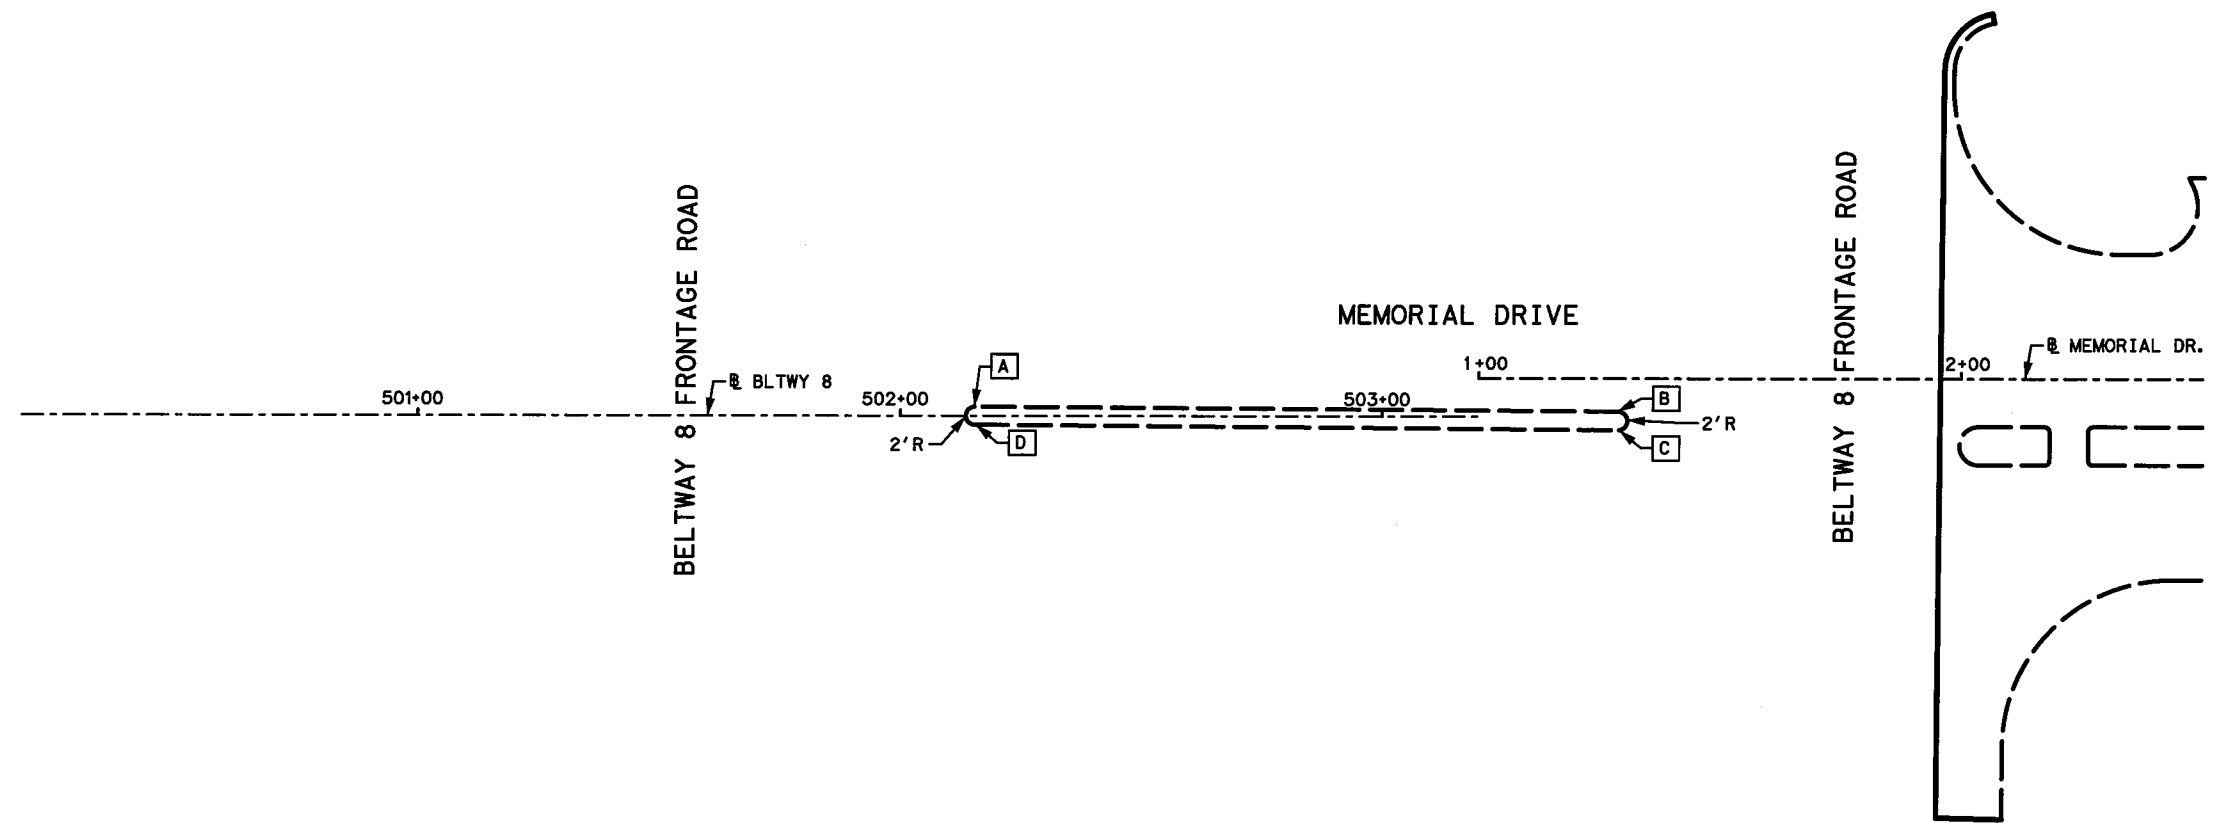 BELTWAY 8 FRONTAGE ROAD
BELTWAY 8 FRONTAGE ROAD
MEMORIAL DRIVE
501+00
℄ BLTWY 8
502+00
A
503+00
1+00
B
2+00
℄ MEMORIAL DR.
2'R
D
2'R
C